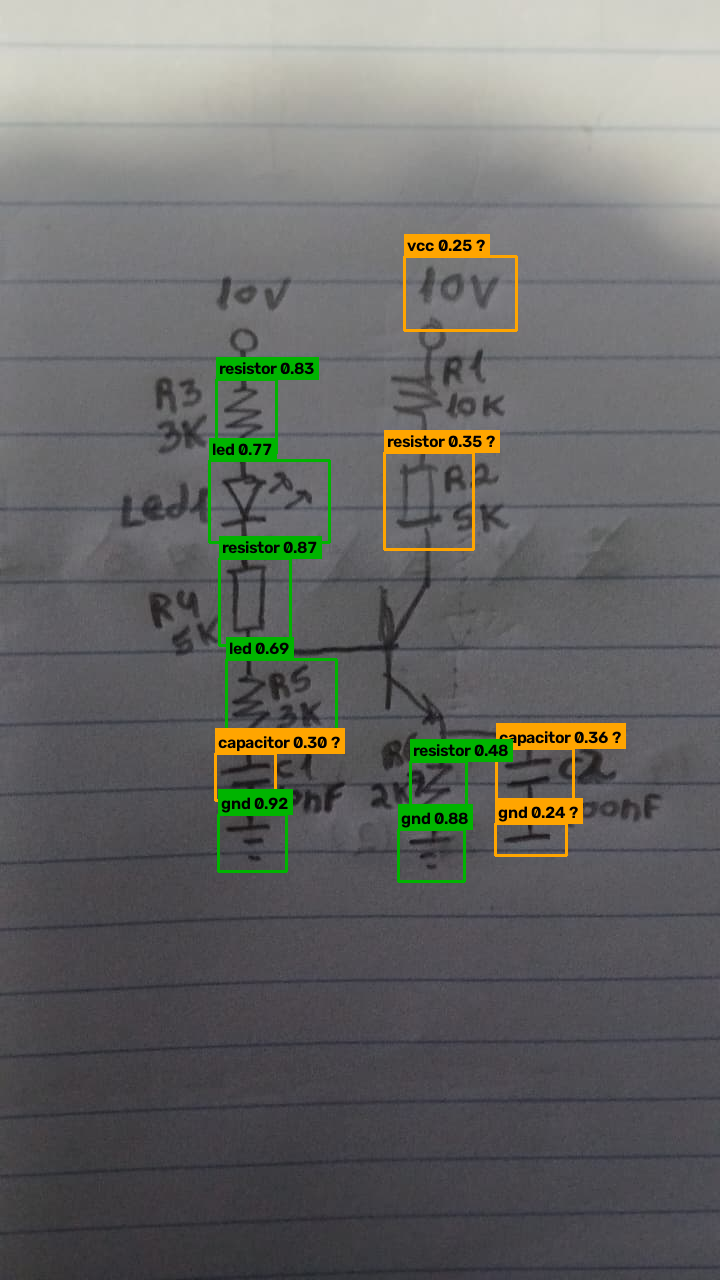 vcc 0.25 ?
10V
10V
resistor 0.83
R1
R3
10K
3K
resistor 0.35 ?
led 0.77
R2
Led1
5K
resistor 0.87
R4
5K
led 0.69
R5
3K
capacitor 0.36 ?
capacitor 0.30 ?
resistor 0.48
C1
C2
nF
2K
gnd 0.92
gnd 0.24 ?
00nF
gnd 0.88